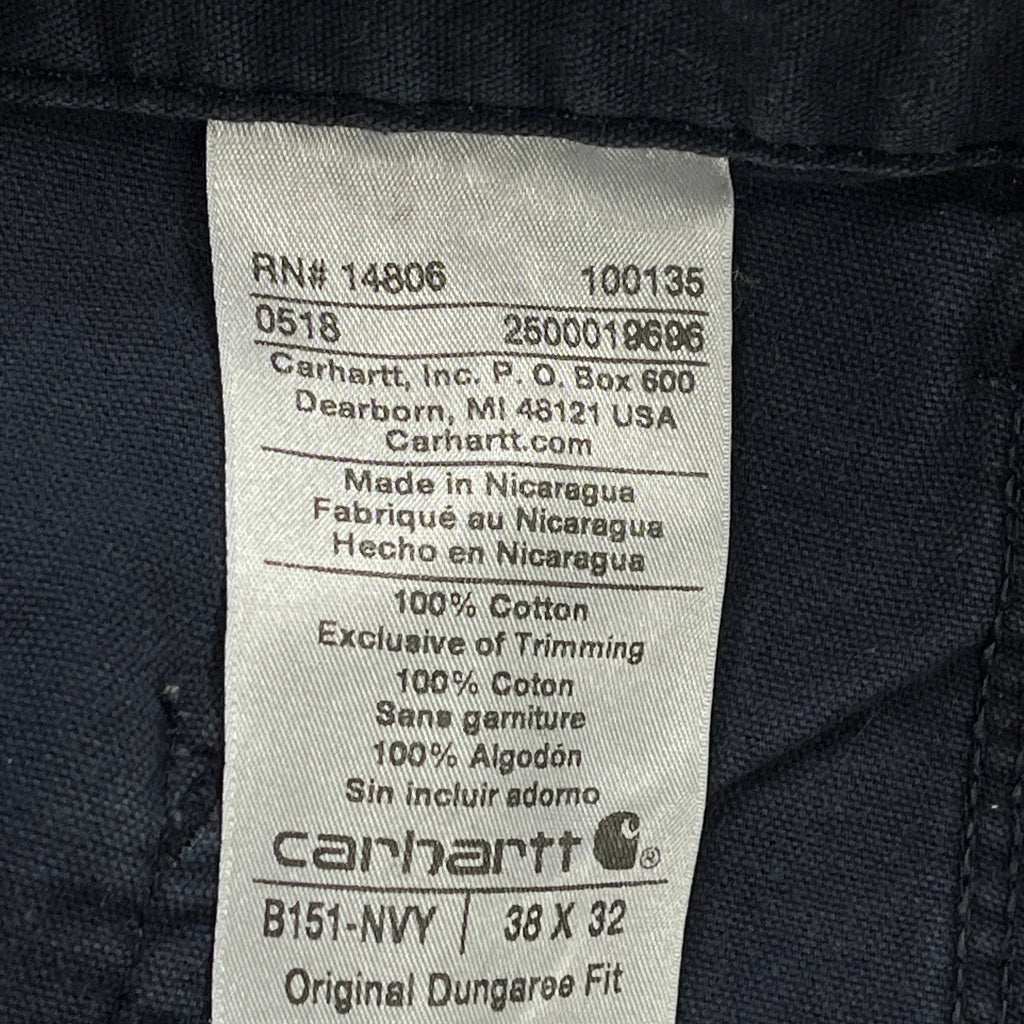 RN# 14806 100135
0518 2500019696
Carhartt, Inc. P. O. Box 600
Dearborn, MI 48121 USA
Carhartt.com
Made in Nicaragua
Fabriqué au Nicaragua
Hecho en Nicaragua
100% Cotton
Exclusive of Trimming
100% Coton
Sans garniture
100% Algodón
Sin incluir adorno
carhartt ®
B151-NVY | 38 X 32
Original Dungaree Fit